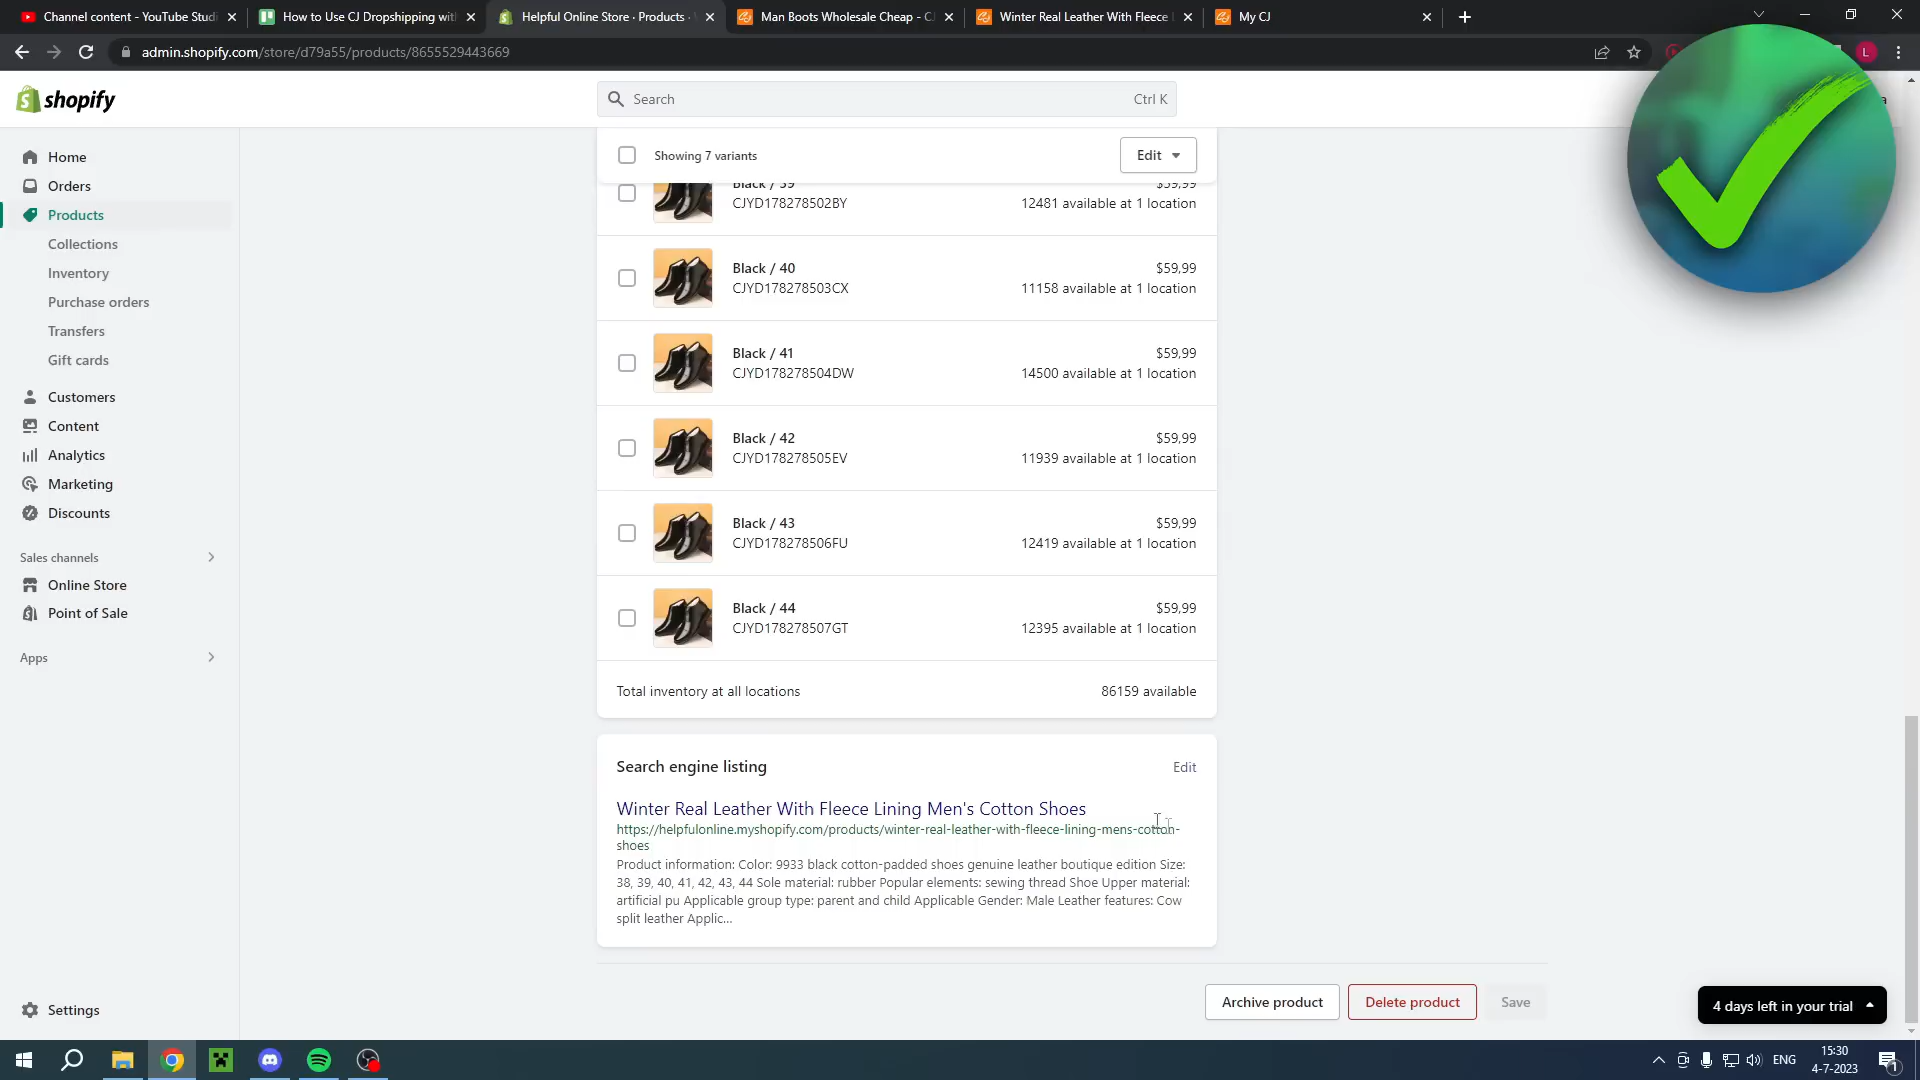 Channel content - YouTube Studi
How to Use CJ Dropshipping with
Helpful Online Store · Products ·
Man Boots Wholesale Cheap - C
Winter Real Leather With Fleece
My CJ
admin.shopify.com/store/d79a55/products/8655529443669
L
shopify
Search
Ctrl K
Home
Orders
Products
Collections
Inventory
Purchase orders
Transfers
Gift cards
Customers
Content
Analytics
Marketing
Discounts
Sales channels
Online Store
Point of Sale
Apps
Settings
Showing 7 variants
Edit
Black / 39
$59,99
CJYD178278502BY
12481 available at 1 location
Black / 40
$59,99
CJYD178278503CX
11158 available at 1 location
Black / 41
$59,99
CJYD178278504DW
14500 available at 1 location
Black / 42
$59,99
CJYD178278505EV
11939 available at 1 location
Black / 43
$59,99
CJYD178278506FU
12419 available at 1 location
Black / 44
$59,99
CJYD178278507GT
12395 available at 1 location
Total inventory at all locations
86159 available
Search engine listing
Edit
Winter Real Leather With Fleece Lining Men's Cotton Shoes
https://helpfulonline.myshopify.com/products/winter-real-leather-with-fleece-lining-mens-cotton-
shoes
Product information: Color: 9933 black cotton-padded shoes genuine leather boutique edition Size:
38, 39, 40, 41, 42, 43, 44 Sole material: rubber Popular elements: sewing thread Shoe Upper material:
artificial pu Applicable group type: parent and child Applicable Gender: Male Leather features: Cow
split leather Applic...
Archive product
Delete product
Save
4 days left in your trial
ENG
15:30
4-7-2023
1